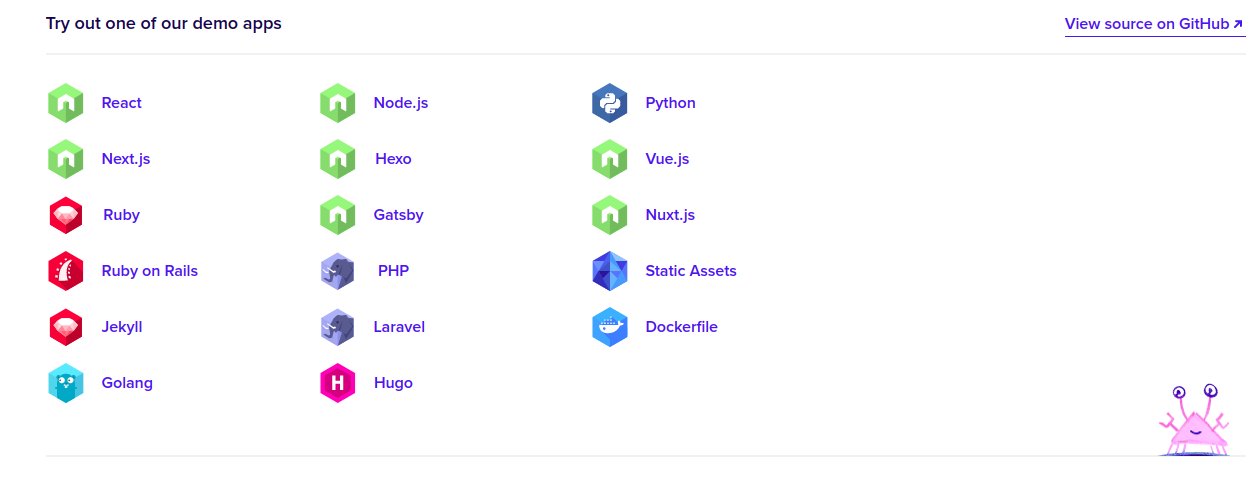 Try out one of our demo apps
View source on GitHub
React
Node.js
Python
Next.js
Hexo
Vue.js
Ruby
Gatsby
Nuxt.js
Ruby on Rails
PHP
Static Assets
Jekyll
Laravel
Dockerfile
Golang
H
Hugo